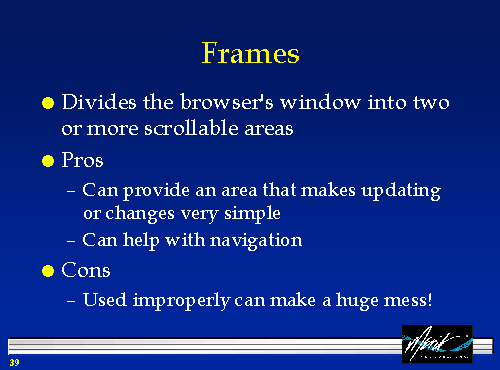 Frames
Divides the browser's window into two
or more scrollable areas
Pros
– Can provide an area that makes updating
or changes very simple
– Can help with navigation
Cons
– Used improperly can make a huge mess!
39